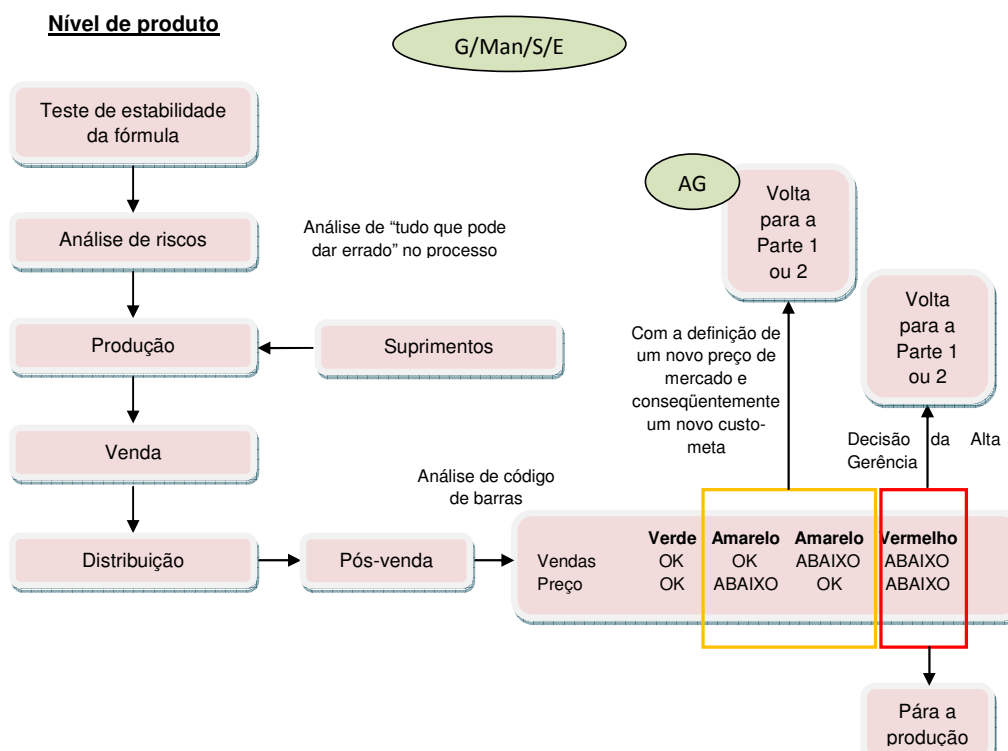 Nível de produto
G/Man/S/E
Teste de estabilidade
da fórmula
Análise de riscos
Análise de “tudo que pode
dar errado” no processo
Produção
Suprimentos
Venda
Distribuição
Pós-venda
Análise de código
de barras
AG
Volta
para a
Parte 1
ou 2
Com a definição de
um novo preço de
mercado e
conseqüentemente
um novo custo-
meta
Volta
para a
Parte 1
ou 2
Decisão da Alta
Gerência
Verde Amarelo Amarelo Vermelho
Vendas OK OK ABAIXO ABAIXO
Preço OK ABAIXO OK ABAIXO
Pára a
produção